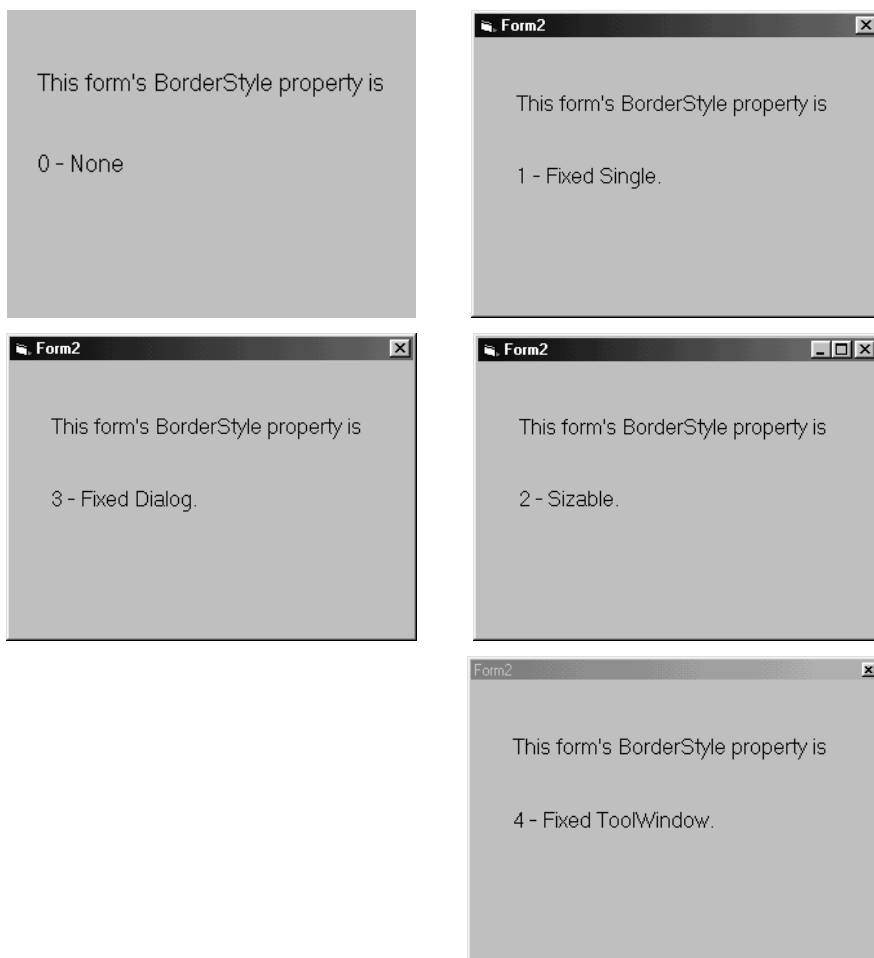 This form's BorderStyle property is
0 - None
Form2
This form's BorderStyle property is
1 - Fixed Single.
Form2
This form's BorderStyle property is
3 - Fixed Dialog.
Form2
This form's BorderStyle property is
2 - Sizable.
Form2
This form's BorderStyle property is
4 - Fixed ToolWindow.